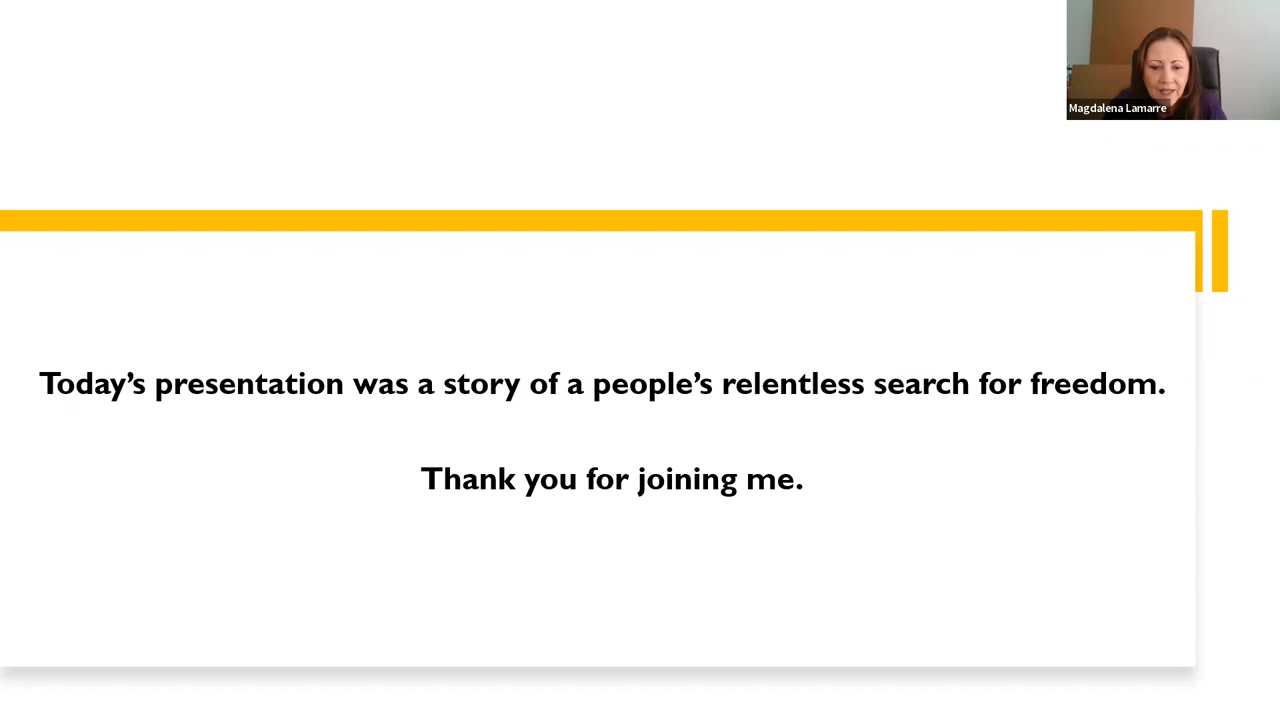 Magdalena Lamarre
Today’s presentation was a story of a people’s relentless search for freedom.
Thank you for joining me.